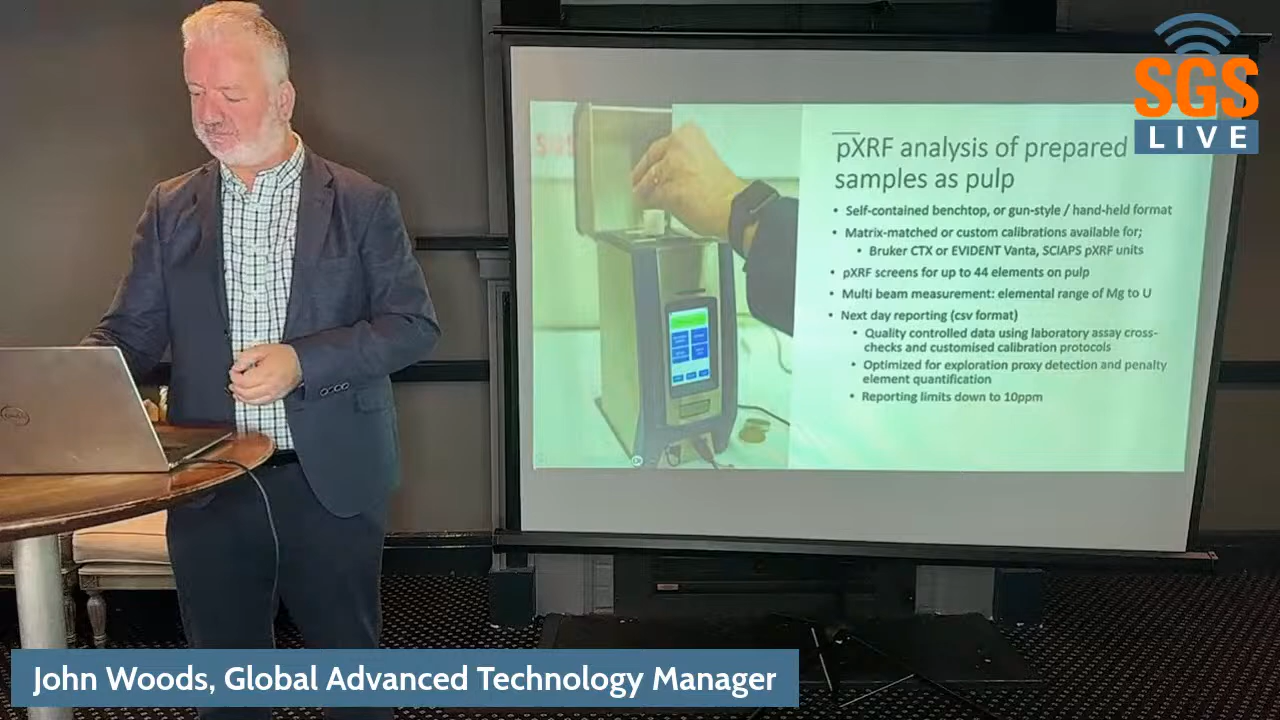 SGS
LIVE
pXRF analysis of prepared
samples as pulp
• Self-contained benchtop, or gun-style / hand-held format
• Matrix-matched or custom calibrations available for;
• Bruker CTX or EVIDENT Vanta, SCIAPS pXRF units
• pXRF screens for up to 44 elements on pulp
• Multi beam measurement: elemental range of Mg to U
• Next day reporting (csv format)
• Quality controlled data using laboratory assay cross-
checks and customised calibration protocols
• Optimized for exploration proxy detection and penalty
element quantification
• Reporting limits down to 10ppm
John Woods, Global Advanced Technology Manager